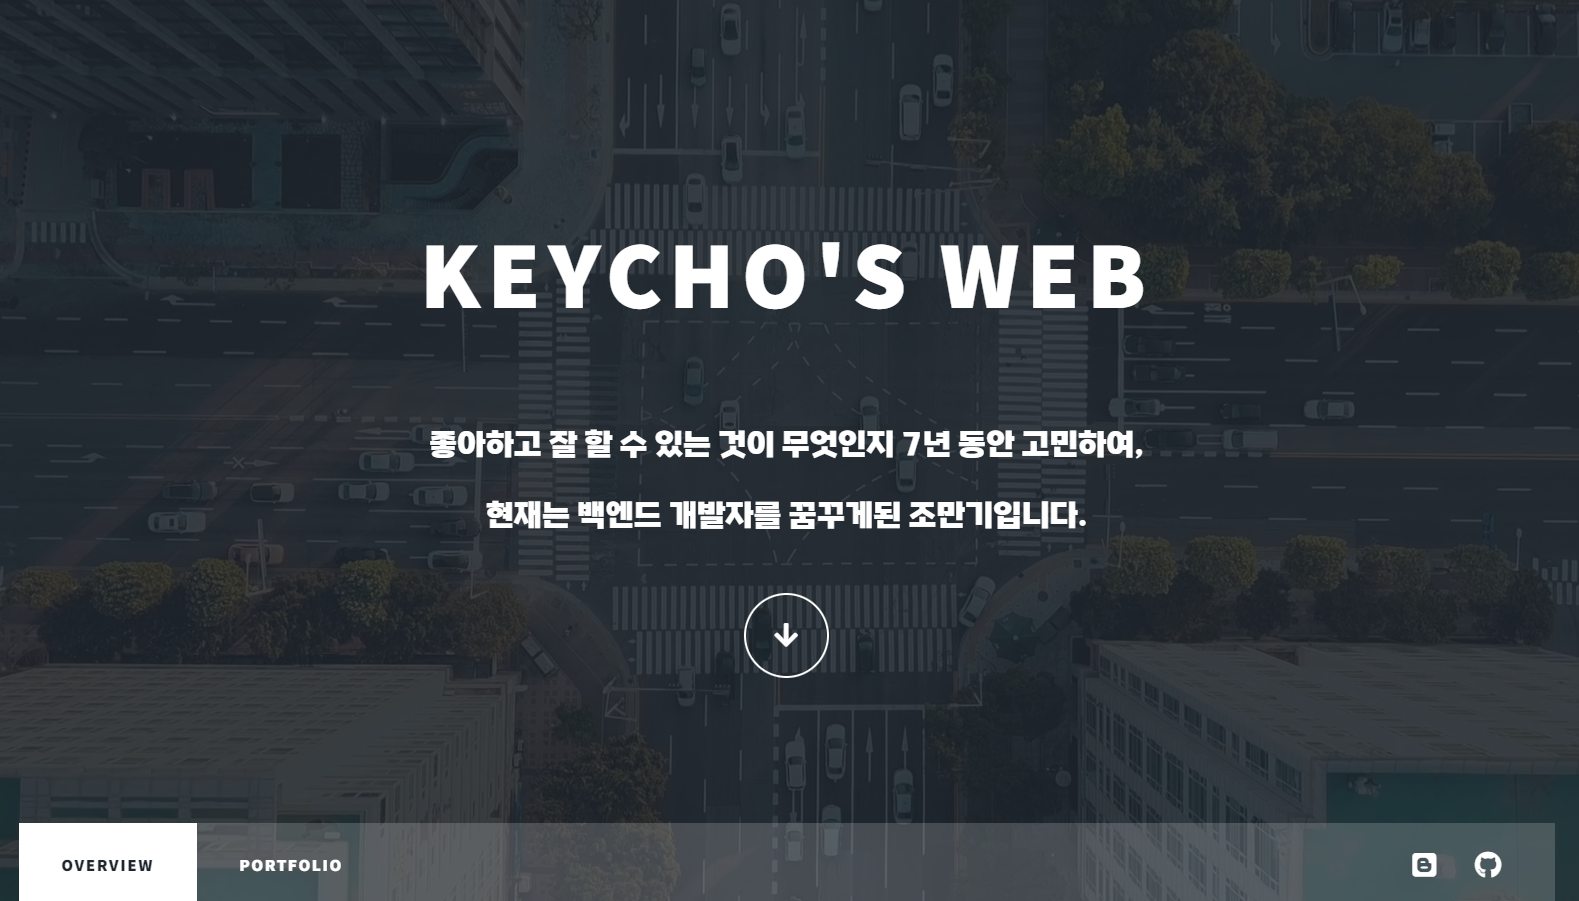 KEYCHO'S WEB
좋아하고 잘 할 수 있는 것이 무엇인지 7년 동안 고민하여,
현재는 백엔드 개발자를 꿈꾸게된 조만기입니다.
OVERVIEW
PORTFOLIO